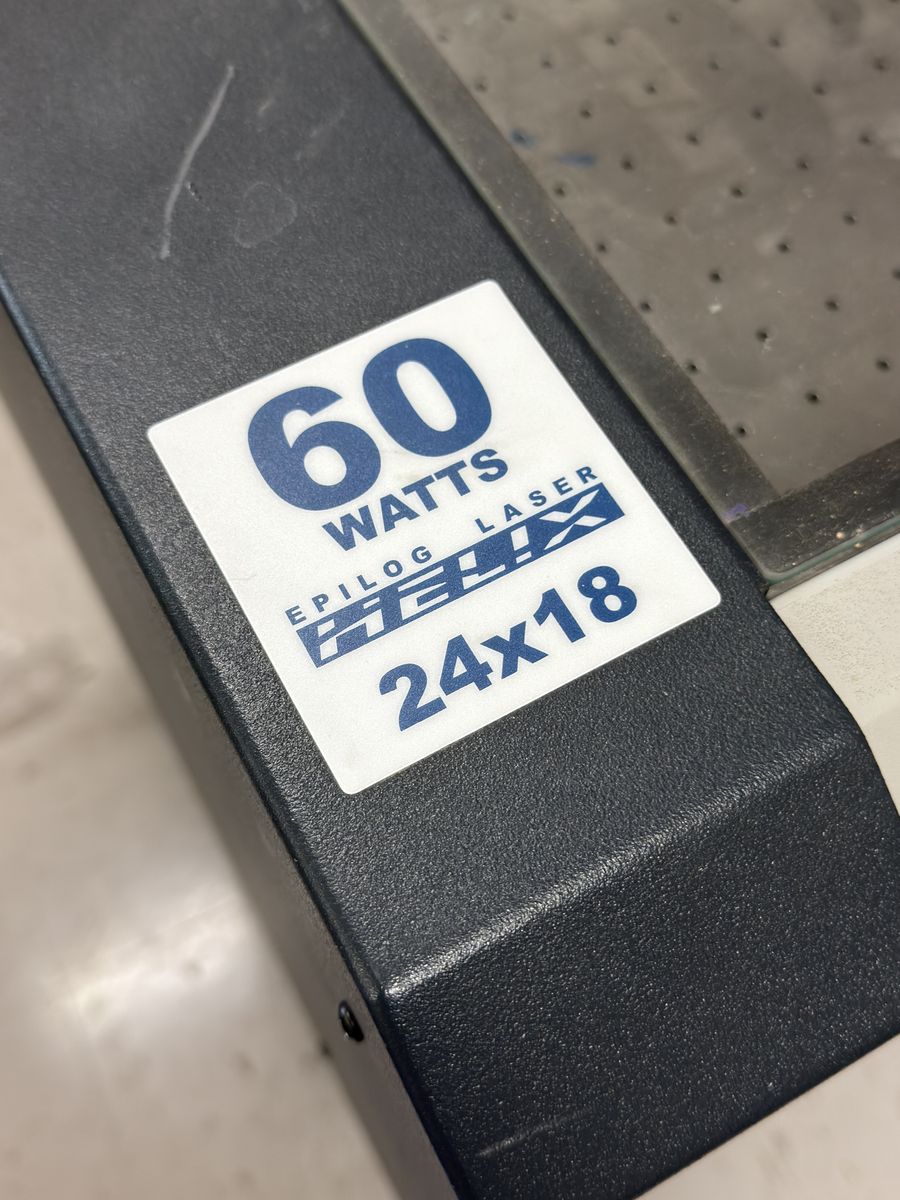 60
WATTS
EPILOG LASER
HELIX
24x18